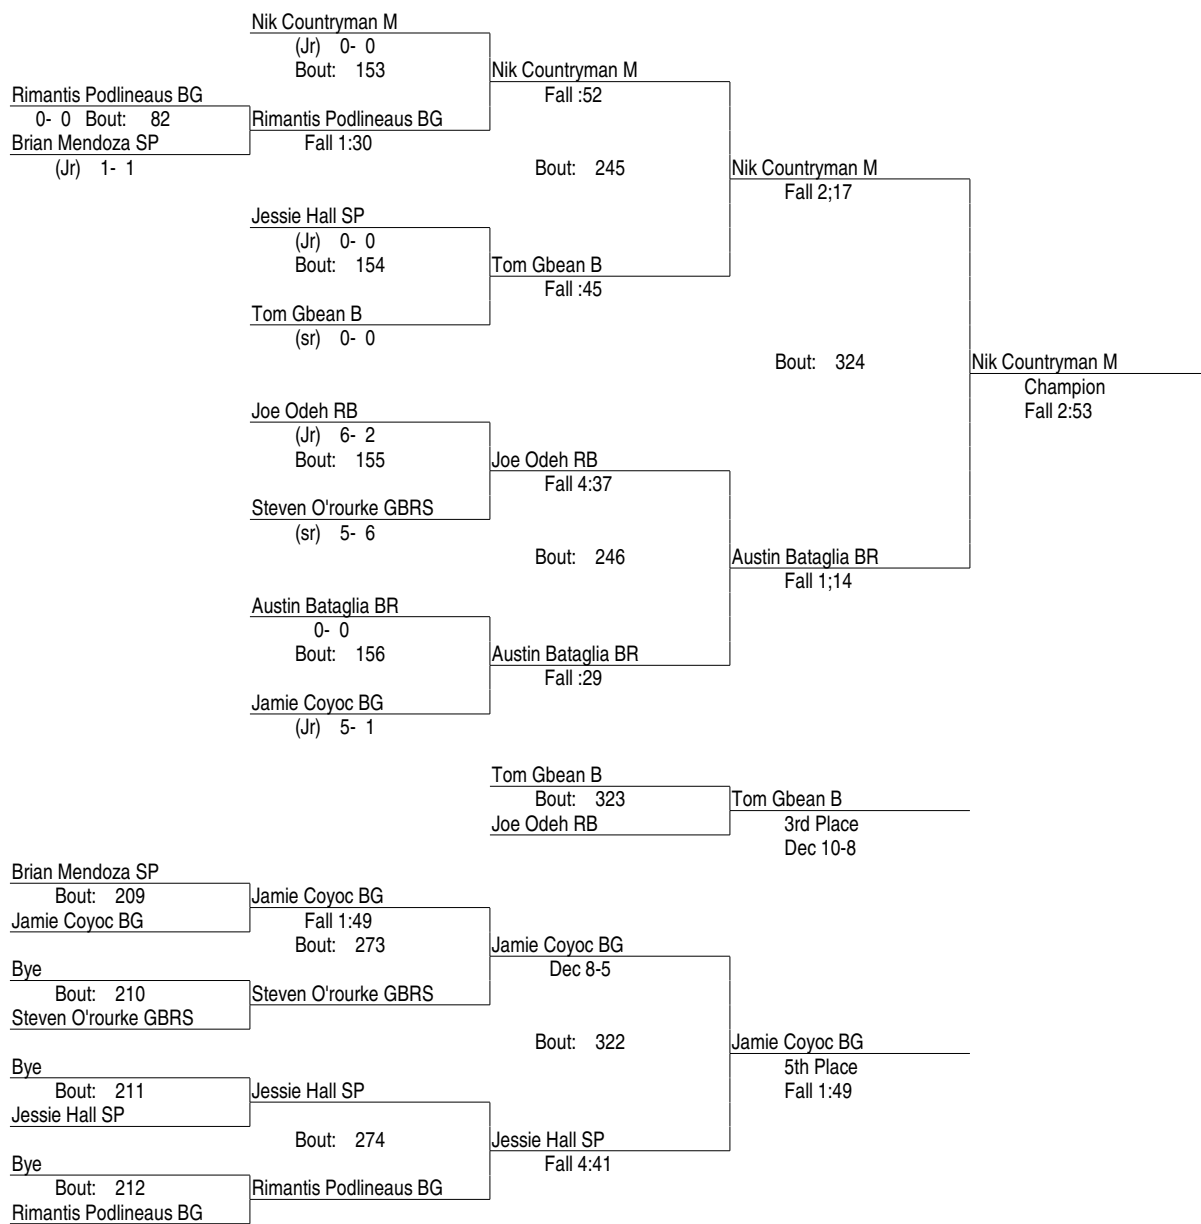 Nik Countryman M
(Jr) 0- 0
Bout: 153
Nik Countryman M
Rimantis Podlineaus BG
Fall :52
0- 0 Bout: 82
Rimantis Podlineaus BG
Brian Mendoza SP
Fall 1:30
(Jr) 1- 1
Bout: 245
Nik Countryman M
Fall 2;17
Jessie Hall SP
(Jr) 0- 0
Bout: 154
Tom Gbean B
Fall :45
Tom Gbean B
(sr) 0- 0
Bout: 324
Nik Countryman M
Champion
Fall 2:53
Joe Odeh RB
(Jr) 6- 2
Bout: 155
Joe Odeh RB
Fall 4:37
Steven O'rourke GBRS
(sr) 5- 6
Bout: 246
Austin Bataglia BR
Fall 1;14
Austin Bataglia BR
0- 0
Bout: 156
Austin Bataglia BR
Fall :29
Jamie Coyoc BG
(Jr) 5- 1
Tom Gbean B
Bout: 323
Tom Gbean B
Joe Odeh RB
3rd Place
Dec 10-8
Brian Mendoza SP
Bout: 209
Jamie Coyoc BG
Jamie Coyoc BG
Fall 1:49
Bout: 273
Jamie Coyoc BG
Bye
Dec 8-5
Bout: 210
Steven O'rourke GBRS
Steven O'rourke GBRS
Bout: 322
Jamie Coyoc BG
Bye
5th Place
Bout: 211
Jessie Hall SP
Fall 1:49
Jessie Hall SP
Bout: 274
Jessie Hall SP
Bye
Fall 4:41
Bout: 212
Rimantis Podlineaus BG
Rimantis Podlineaus BG